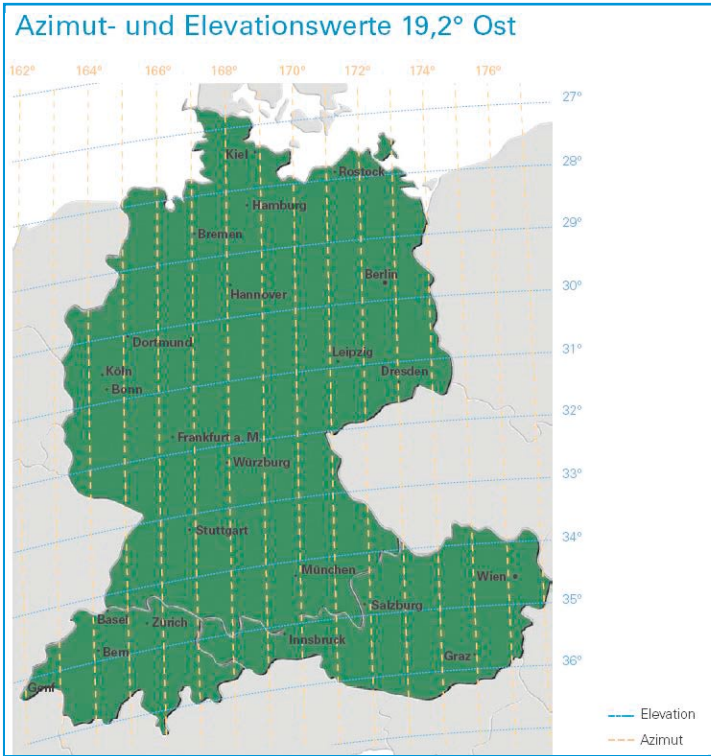 Azimut- und Elevationswerte 19,2° Ost
162° 164° 166° 168° 170° 172° 174° 176°
27°
Kiel
28°
Rostock
Hamburg
29°
Bremen
Berlin
30°
Hannover
Dortmund
Leipzig
31°
Köln
Dresden
Bonn
32°
Frankfurt a. M.
Würzburg
33°
Stuttgart
34°
München
Wien
35°
Salzburg
Basel
Zürich
Innsbruck
Bern
Graz
36°
Genf
Elevation
Azimut